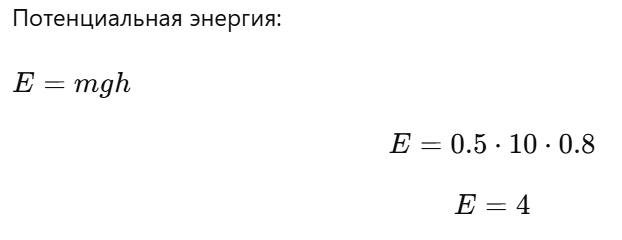 Потенциальная энергия:
E = mgh
E = 0.5 · 10 · 0.8
E = 4